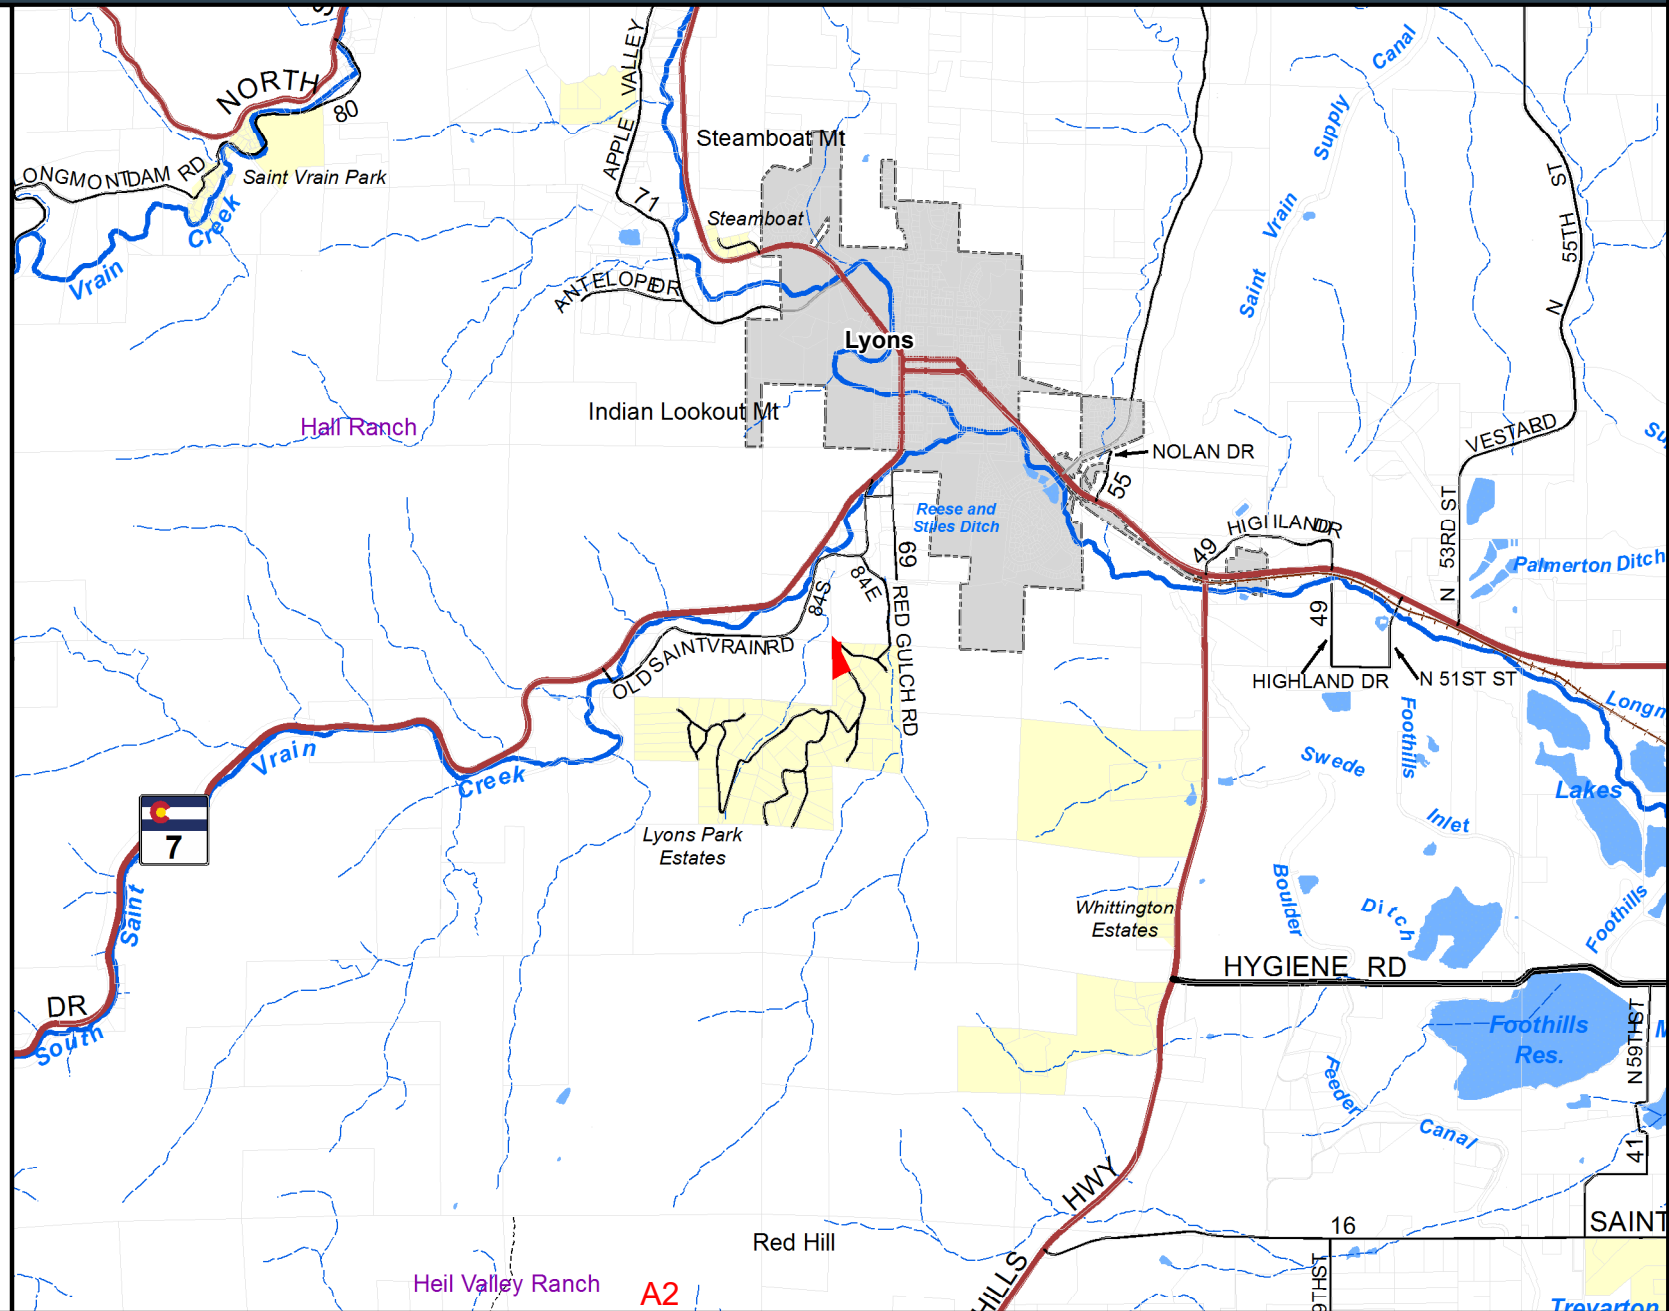 NORTH
80
LONGMONT DAM RD
Saint Vrain Park
Creek
Vrain
APPLE VALLEY
71
Steamboat Mt
Steamboat
ANTELOPE DR
Lyons
Indian Lookout Mt
Hall Ranch
Canal
Supply
Vrain
Saint
ST
55TH
N
VESTARD
NOLAN DR
55
Reese and
Stiles Ditch
HIGHLAND DR
49
N 53RD ST
Palmerton Ditch
69
84E
84S
RED GULCH RD
OLD SAINT VRAIN RD
49
HIGHLAND DR
N 51ST ST
Foothills
Swede
Lakes
Inlet
Vrain
Creek
7
Lyons Park
Estates
Saint
Boulder
Ditch
Foothills
Whittington
Estates
HYGIENE RD
DR
South
Foothills
Res.
N 59TH ST
Feeder
Canal
41
HWY
16
SAINT
Red Hill
HILLS
Heil Valley Ranch
A2
Trevarton